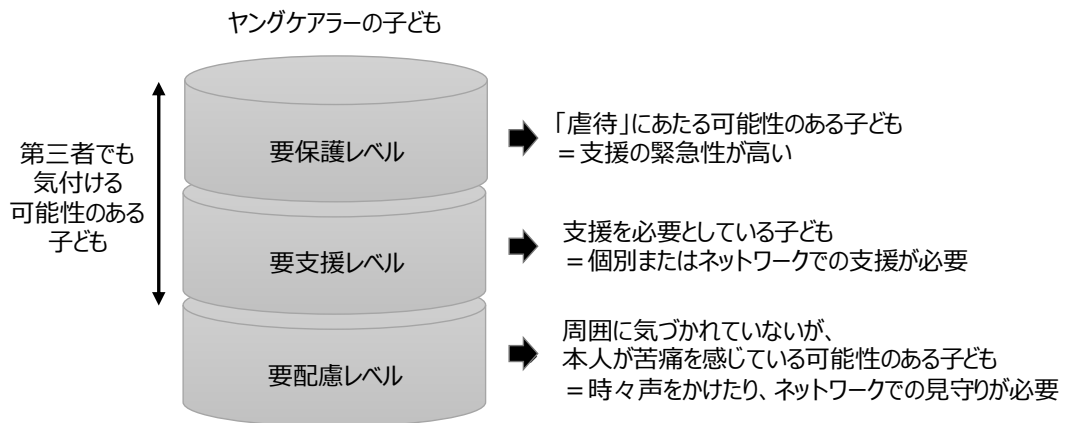 ヤングケアラーの子ども
第三者でも
気付ける
可能性のある
子ども
要保護レベル
「虐待」にあたる可能性のある子ども
＝支援の緊急性が高い
要支援レベル
支援を必要としている子ども
＝個別またはネットワークでの支援が必要
要配慮レベル
周囲に気づかれていないが、
本人が苦痛を感じている可能性のある子ども
＝時々声をかけたり、ネットワークでの見守りが必要